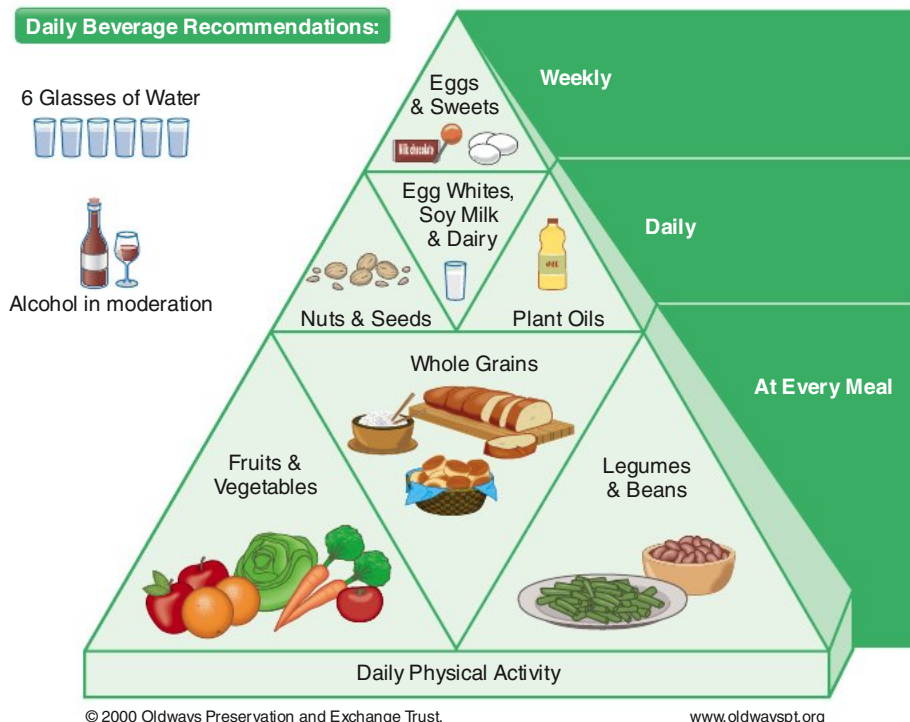 Daily Beverage Recommendations:
6 Glasses of Water
Alcohol in moderation
Eggs
& Sweets
Milk chocolate
Egg Whites,
Soy Milk
& Dairy
Nuts & Seeds
Plant Oils
Whole Grains
Fruits &
Vegetables
Legumes
& Beans
Daily Physical Activity
Weekly
Daily
At Every Meal
© 2000 Oldways Preservation and Exchange Trust.
www.oldwayspt.org